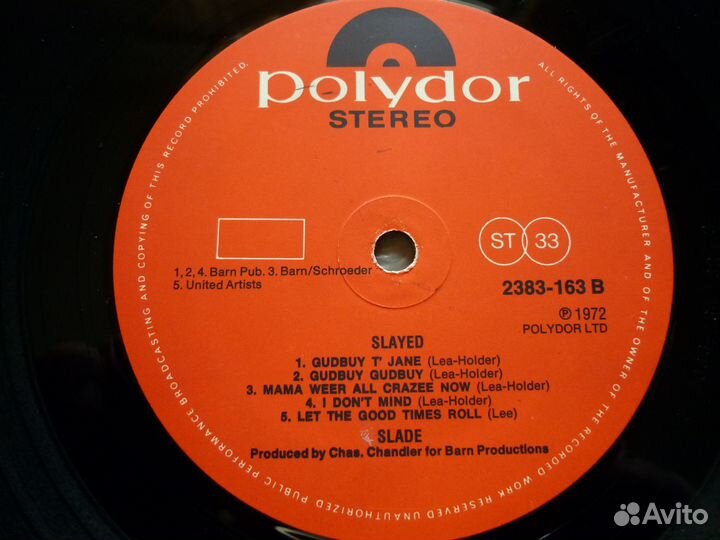 polydor
STEREO
ST 33
1,2,4. Barn Pub. 3. Barn/Schroeder
5. United Artists
2383-163 B
℗ 1972
POLYDOR LTD
SLAYED
1. GUDBUY T' JANE (Lea-Holder)
2. GUDBUY GUDBUY (Lea-Holder)
3. MAMA WEER ALL CRAZEE NOW (Lea-Holder)
4. I DON'T MIND (Lea-Holder)
5. LET THE GOOD TIMES ROLL (Lee)
SLADE
Produced by Chas. Chandler for Barn Productions
ALL RIGHTS OF THE MANUFACTURER AND OF THE OWNER OF THE RECORDED WORK RESERVED UNAUTHORIZED PUBLIC PERFORMANCE BROADCASTING AND COPYING OF THIS RECORD PROHIBITED.
Avito